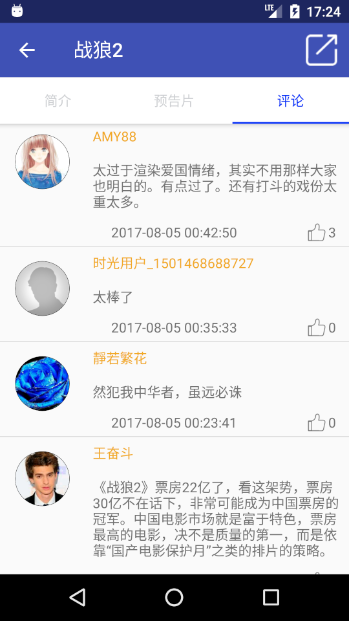 LTE 17:24
战狼2
简介 预告片 评论
AMY88
太过于渲染爱国情绪，其实不用那样大家
也明白的。有点过了。还有打斗的戏份太
重太多。
2017-08-05 00:42:50 3
时光用户_1501468688727
太棒了
2017-08-05 00:35:33 0
靜若繁花
然犯我中华者，虽远必诛
2017-08-05 00:23:41 0
王奋斗
《战狼2》票房22亿了，看这架势，票房
30亿不在话下，非常可能成为中国票房的
冠军。中国电影市场就是富于特色，票房
最高的电影，决不是质量的第一，而是依
靠“国产电影保护月”之类的排片的策略。